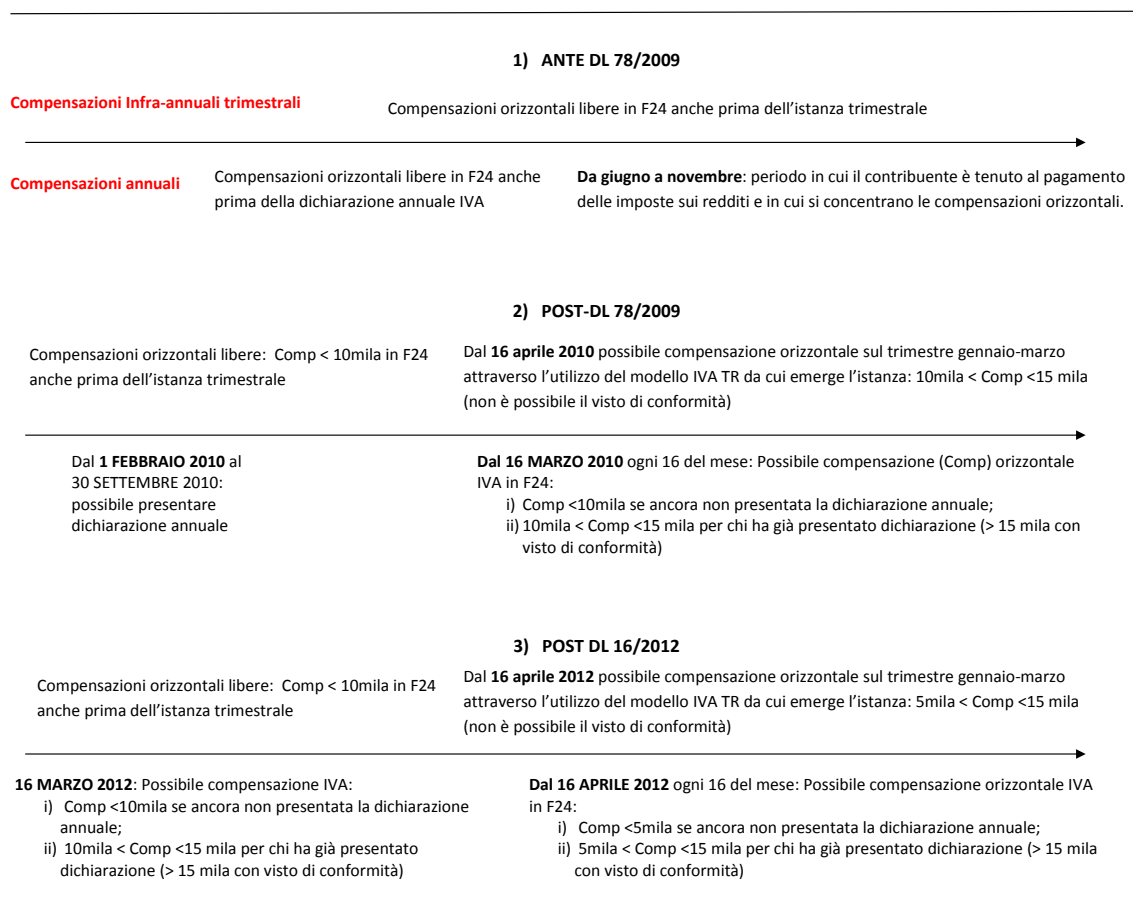 1) ANTE DL 78/2009
Compensazioni Infra-annuali trimestrali
Compensazioni orizzontali libere in F24 anche prima dell’istanza trimestrale
Compensazioni annuali
Compensazioni orizzontali libere in F24 anche
prima della dichiarazione annuale IVA
Da giugno a novembre: periodo in cui il contribuente è tenuto al pagamento
delle imposte sui redditi e in cui si concentrano le compensazioni orizzontali.
2) POST-DL 78/2009
Compensazioni orizzontali libere: Comp < 10mila in F24
anche prima dell’istanza trimestrale
Dal 16 aprile 2010 possibile compensazione orizzontale sul trimestre gennaio-marzo
attraverso l’utilizzo del modello IVA TR da cui emerge l’istanza: 10mila < Comp <15 mila
(non è possibile il visto di conformità)
Dal 1 FEBBRAIO 2010 al
30 SETTEMBRE 2010:
possibile presentare
dichiarazione annuale
Dal 16 MARZO 2010 ogni 16 del mese: Possibile compensazione (Comp) orizzontale
IVA in F24:
i) Comp <10mila se ancora non presentata la dichiarazione annuale;
ii) 10mila < Comp <15 mila per chi ha già presentato dichiarazione (> 15 mila con
visto di conformità)
3) POST DL 16/2012
Compensazioni orizzontali libere: Comp < 10mila in F24
anche prima dell’istanza trimestrale
Dal 16 aprile 2012 possibile compensazione orizzontale sul trimestre gennaio-marzo
attraverso l’utilizzo del modello IVA TR da cui emerge l’istanza: 5mila < Comp <15 mila
(non è possibile il visto di conformità)
16 MARZO 2012: Possibile compensazione IVA:
i) Comp <10mila se ancora non presentata la dichiarazione
annuale;
ii) 10mila < Comp <15 mila per chi ha già presentato
dichiarazione (> 15 mila con visto di conformità)
Dal 16 APRILE 2012 ogni 16 del mese: Possibile compensazione orizzontale IVA
in F24:
i) Comp <5mila se ancora non presentata la dichiarazione annuale;
ii) 5mila < Comp <15 mila per chi ha già presentato dichiarazione (> 15 mila
con visto di conformità)